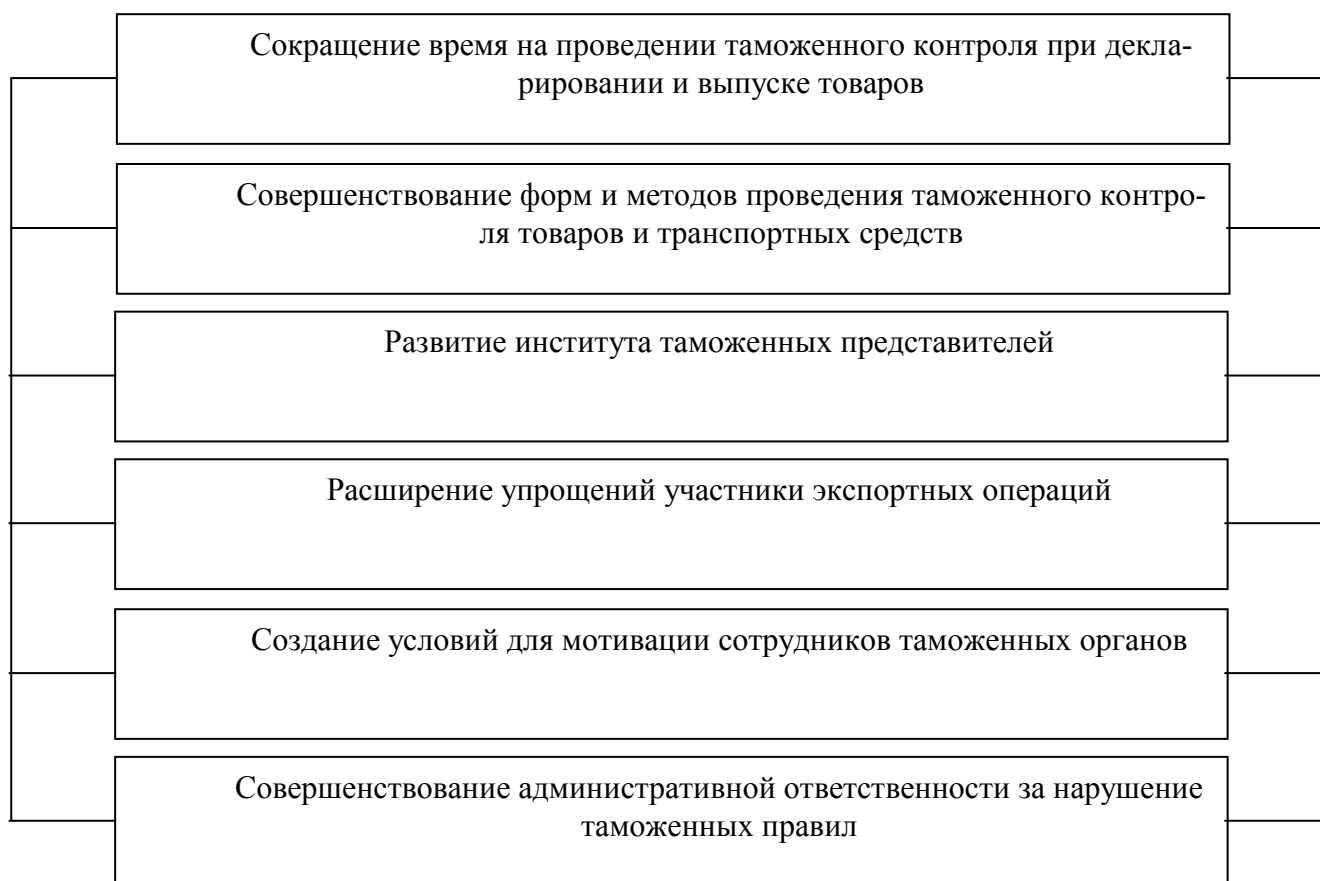 Сокращение время на проведении таможенного контроля при декла-
рировании и выпуске товаров
Совершенствование форм и методов проведения таможенного контро-
ля товаров и транспортных средств
Развитие института таможенных представителей
Расширение упрощений участники экспортных операций
Создание условий для мотивации сотрудников таможенных органов
Совершенствование административной ответственности за нарушение
таможенных правил